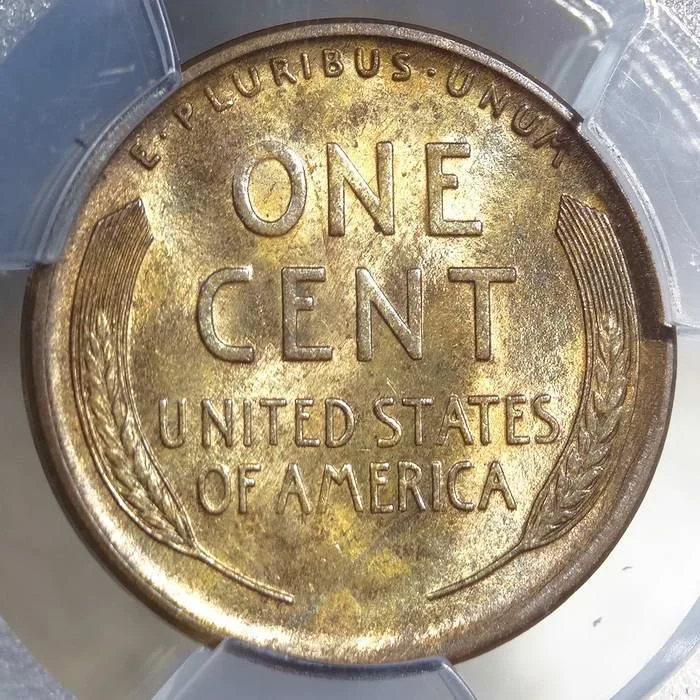 E·PLURIBUS·UNUM
ONE
CENT
UNITED STATES
OF AMERICA